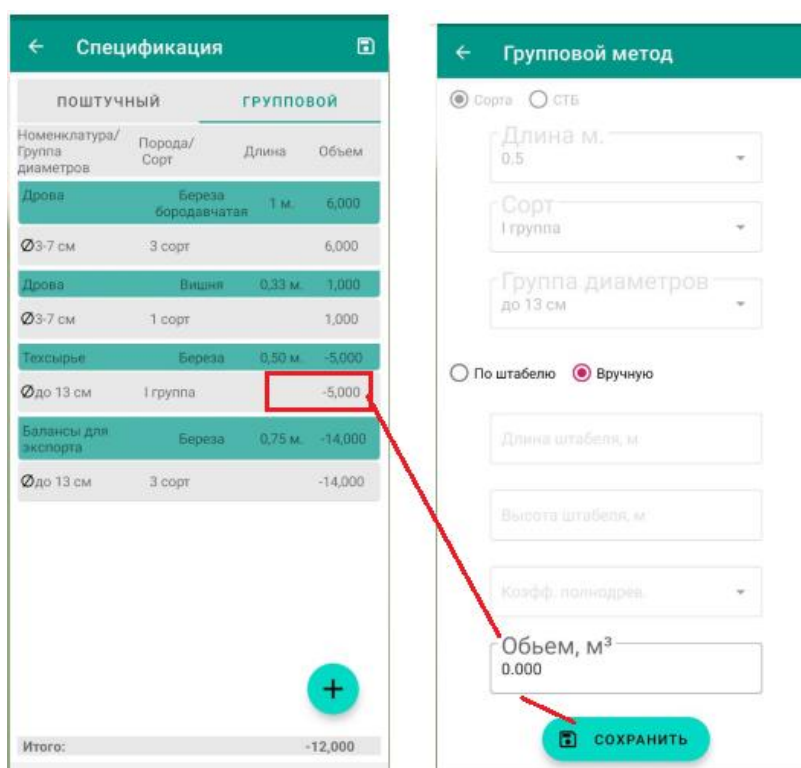 Спецификация
ПОШТУЧНЫЙ ГРУППОВОЙ
Номенклатура/
Группа
диаметров
Порода/
Сорт
Длина Объем
Дрова Береза
бородавчатая 1 м. 6,000
Ø3-7 см 3 сорт 6,000
Дрова Вишня 0,33 м. 1,000
Ø3-7 см 1 сорт 1,000
Техсырье Береза 0,50 м. -5,000
Øдо 13 см I группа -5,000
Балансы для
экспорта Береза 0,75 м. -14,000
Øдо 13 см 3 сорт -14,000
+
Итого: -12,000
Групповой метод
Сорта СТБ
Длина м.
0.5
Сорт
I группа
Группа диаметров
до 13 см
По штабелю Вручную
Длина штабеля, м
Высота штабеля, м
Коэфф. полнодрев.
Обьем, м³
0.000
СОХРАНИТЬ